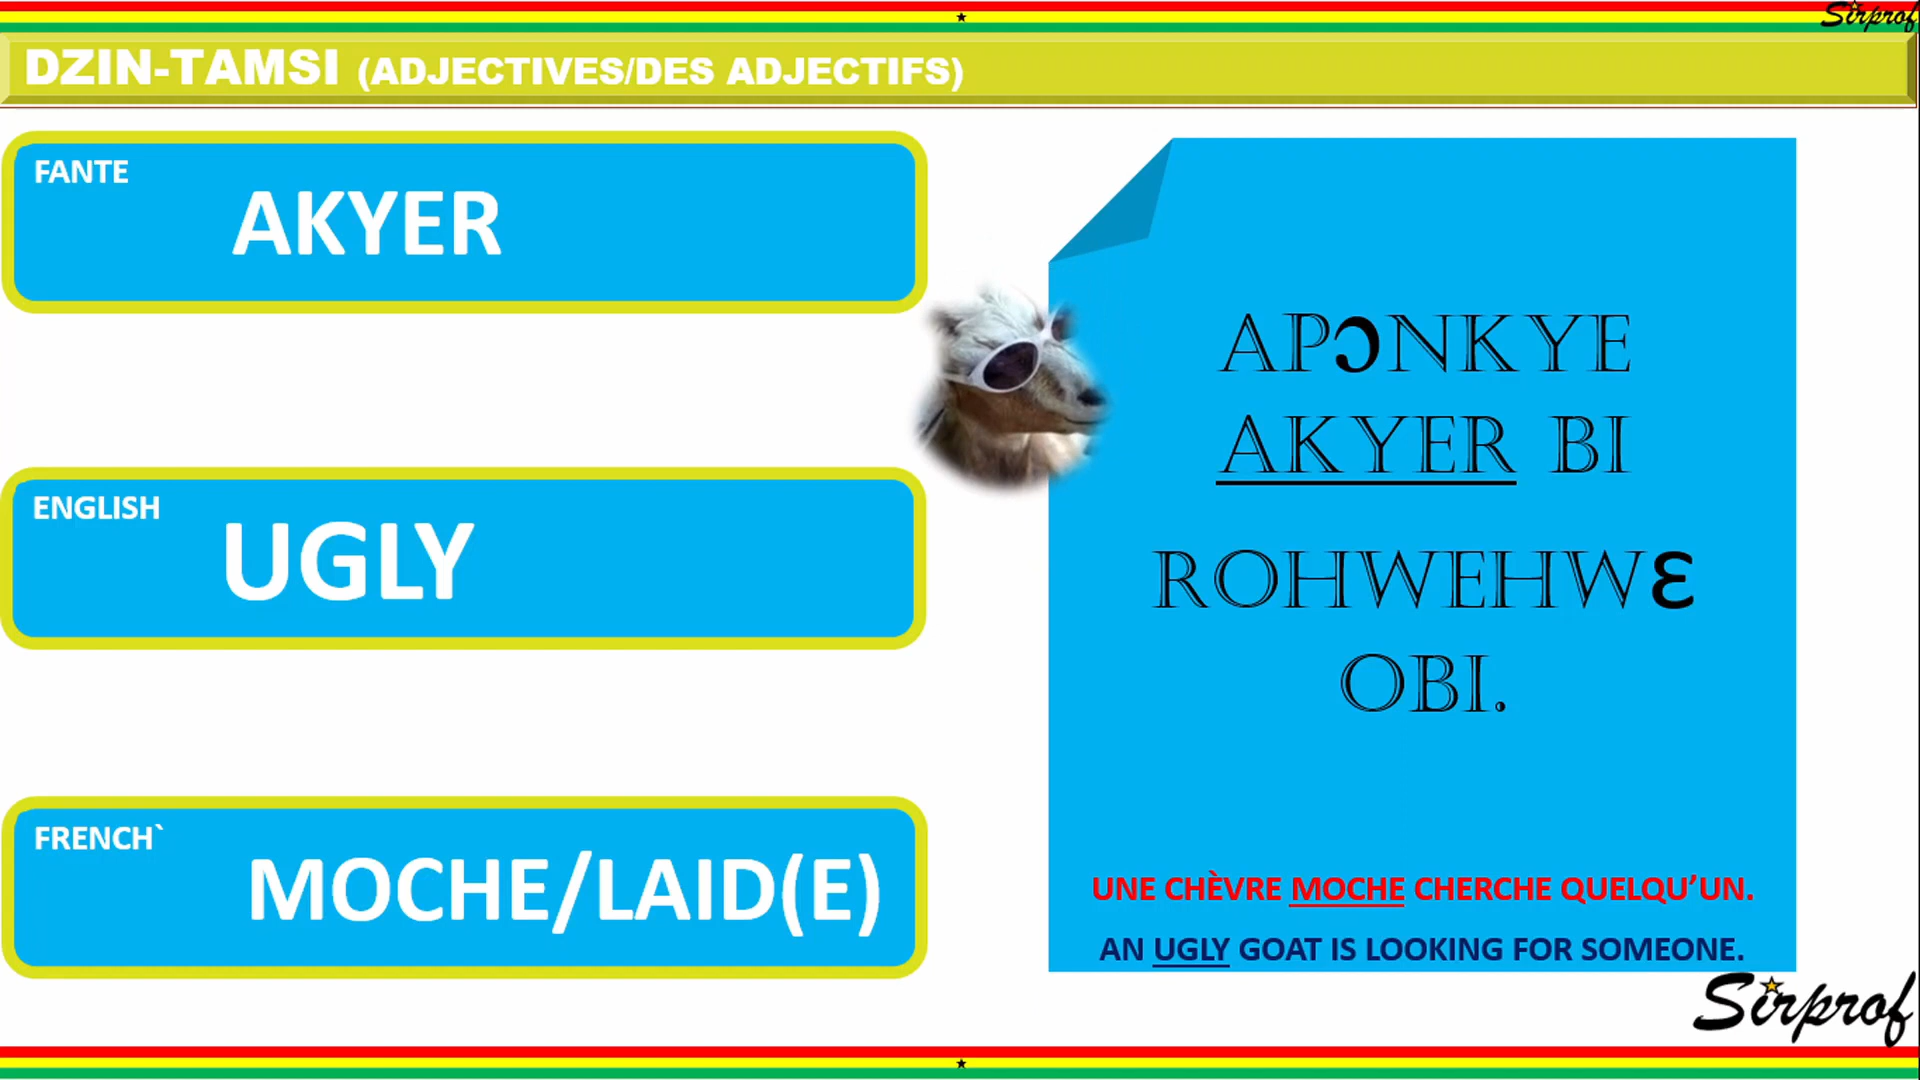 Sirprof
DZIN-TAMSI (ADJECTIVES/DES ADJECTIFS)
FANTE
AKYER
ENGLISH
UGLY
FRENCH`
MOCHE/LAID(E)
APƆNKYE
AKYER BI
ROHWEHWƐ
OBI.
UNE CHÈVRE MOCHE CHERCHE QUELQU’UN.
AN UGLY GOAT IS LOOKING FOR SOMEONE.
Sirprof